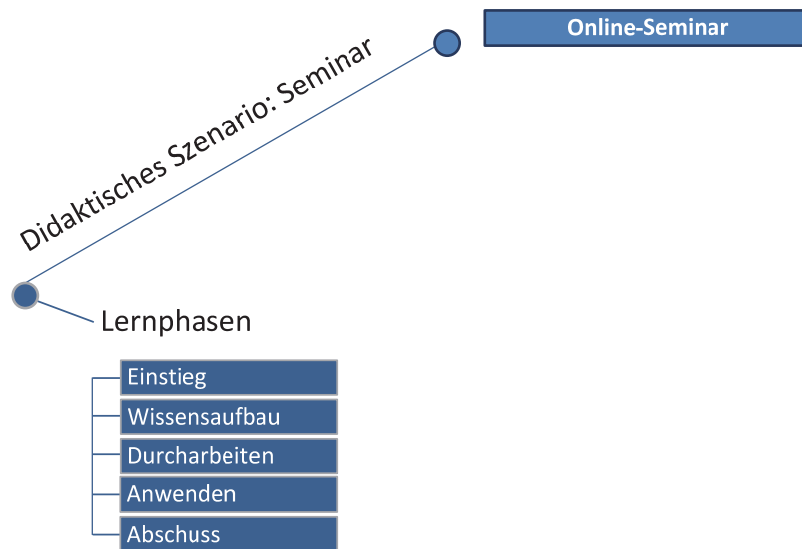 Online-Seminar
Didaktisches Szenario: Seminar
Lernphasen
Einstieg
Wissensaufbau
Durcharbeiten
Anwenden
Abschuss